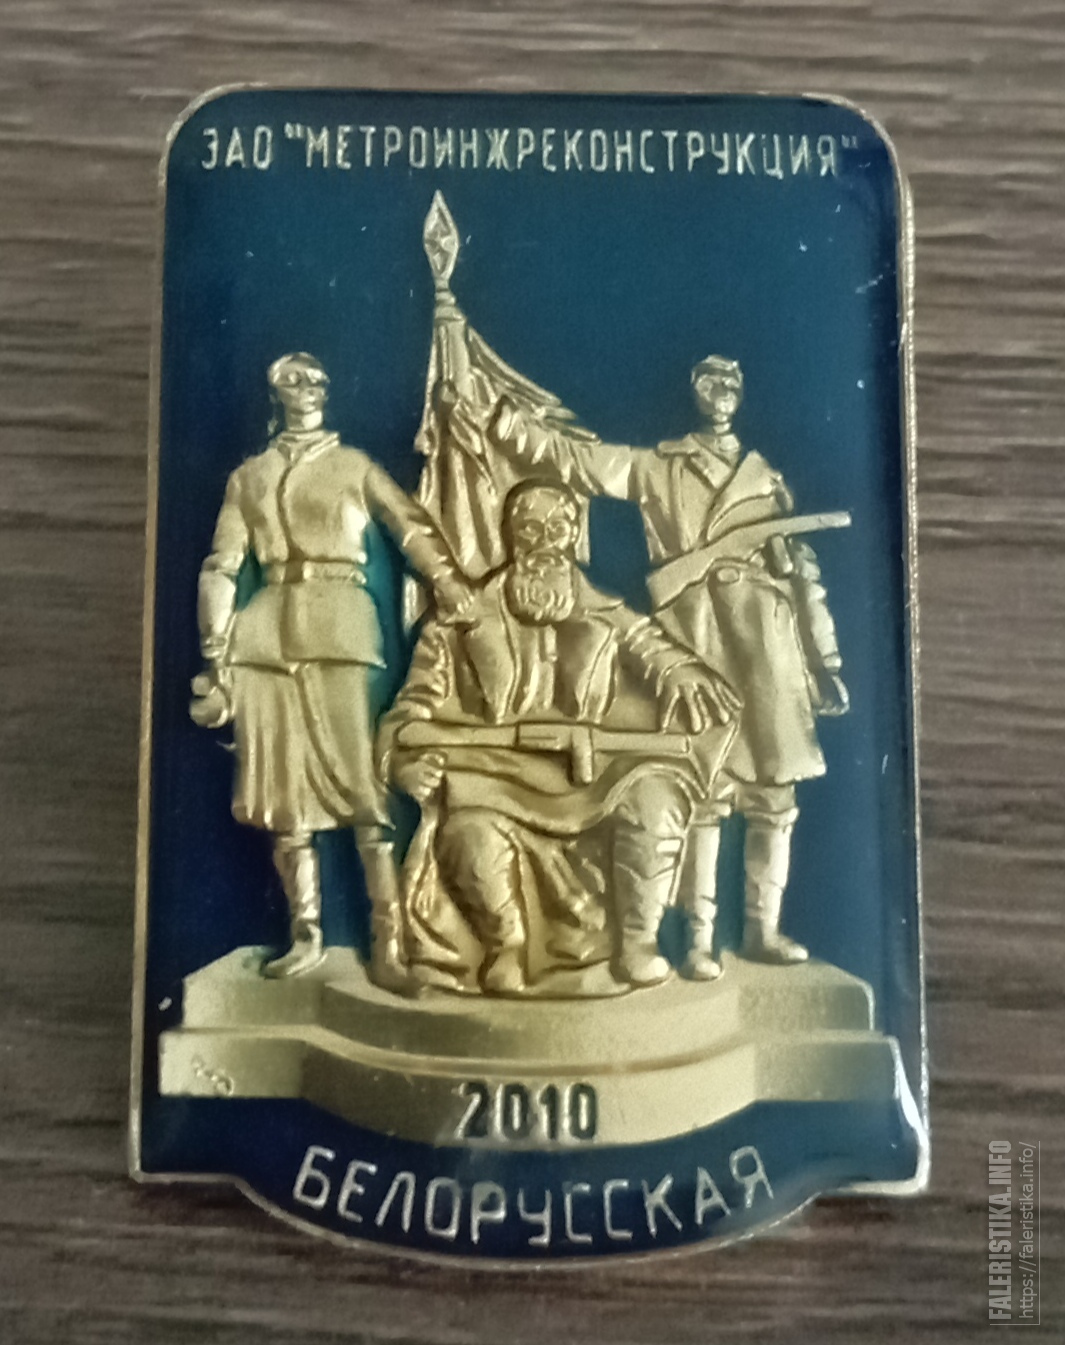 ЗАО "МЕТРОИНЖРЕКОНСТРУКЦИЯ"
2010
БЕЛОРУССКАЯ
FALERISTIKA.INFO
https://faleristika.info/